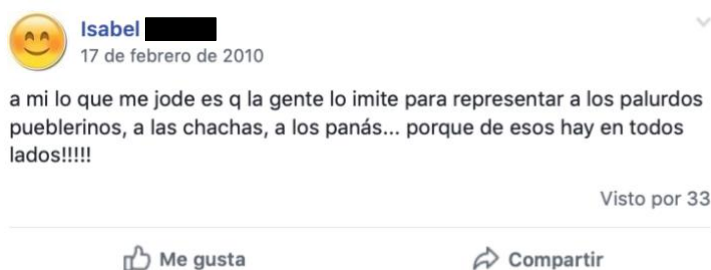 Isabel
17 de febrero de 2010
a mi lo que me jode es q la gente lo imite para representar a los palurdos
pueblerinos, a las chachas, a los panás... porque de esos hay en todos
lados!!!!!
Visto por 33
Me gusta
Compartir